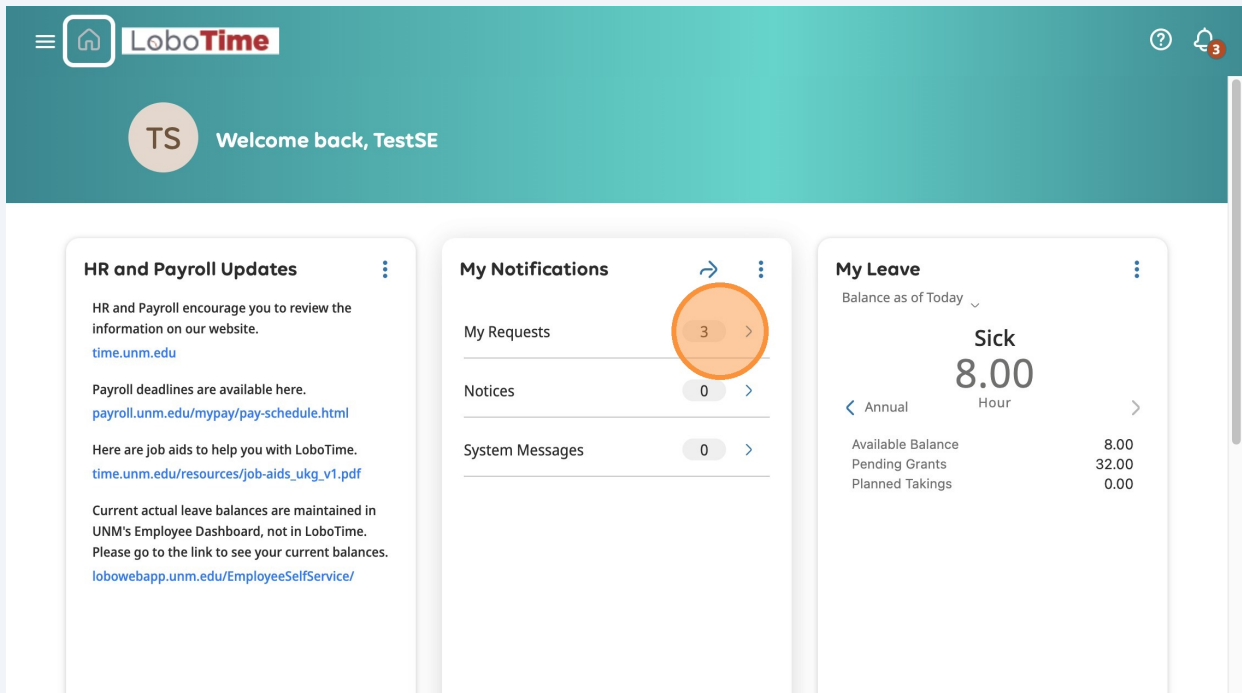 LoboTime
3
TS
Welcome back, TestSE
HR and Payroll Updates
HR and Payroll encourage you to review the
information on our website.
time.unm.edu
Payroll deadlines are available here.
payroll.unm.edu/mypay/pay-schedule.html
Here are job aids to help you with LoboTime.
time.unm.edu/resources/job-aids_ukg_v1.pdf
Current actual leave balances are maintained in
UNM's Employee Dashboard, not in LoboTime.
Please go to the link to see your current balances.
lobowebapp.unm.edu/EmployeeSelfService/
My Notifications
My Requests 3
Notices 0
System Messages 0
My Leave
Balance as of Today
Sick
8.00
Hour
Annual
Available Balance 8.00
Pending Grants 32.00
Planned Takings 0.00